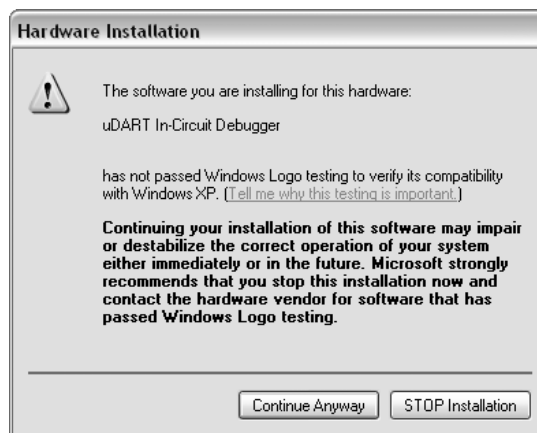 Hardware Installation
The software you are installing for this hardware:
uDART In-Circuit Debugger
has not passed Windows Logo testing to verify its compatibility
with Windows XP. (Tell me why this testing is important.)
Continuing your installation of this software may impair
or destabilize the correct operation of your system
either immediately or in the future. Microsoft strongly
recommends that you stop this installation now and
contact the hardware vendor for software that has
passed Windows Logo testing.
Continue Anyway
STOP Installation